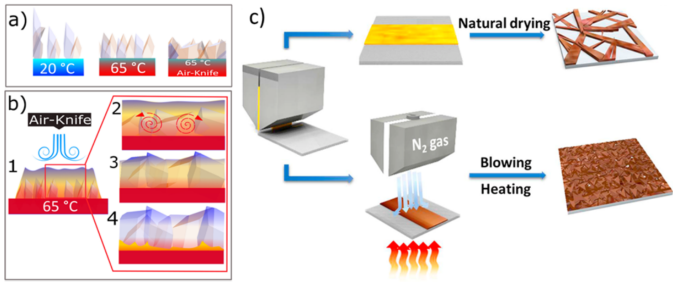 a)
20 °C
65 °C
65 °C
Air-Knife
b)
Air-Knife
1
65 °C
2
3
4
c)
Natural drying
N₂ gas
Blowing
Heating